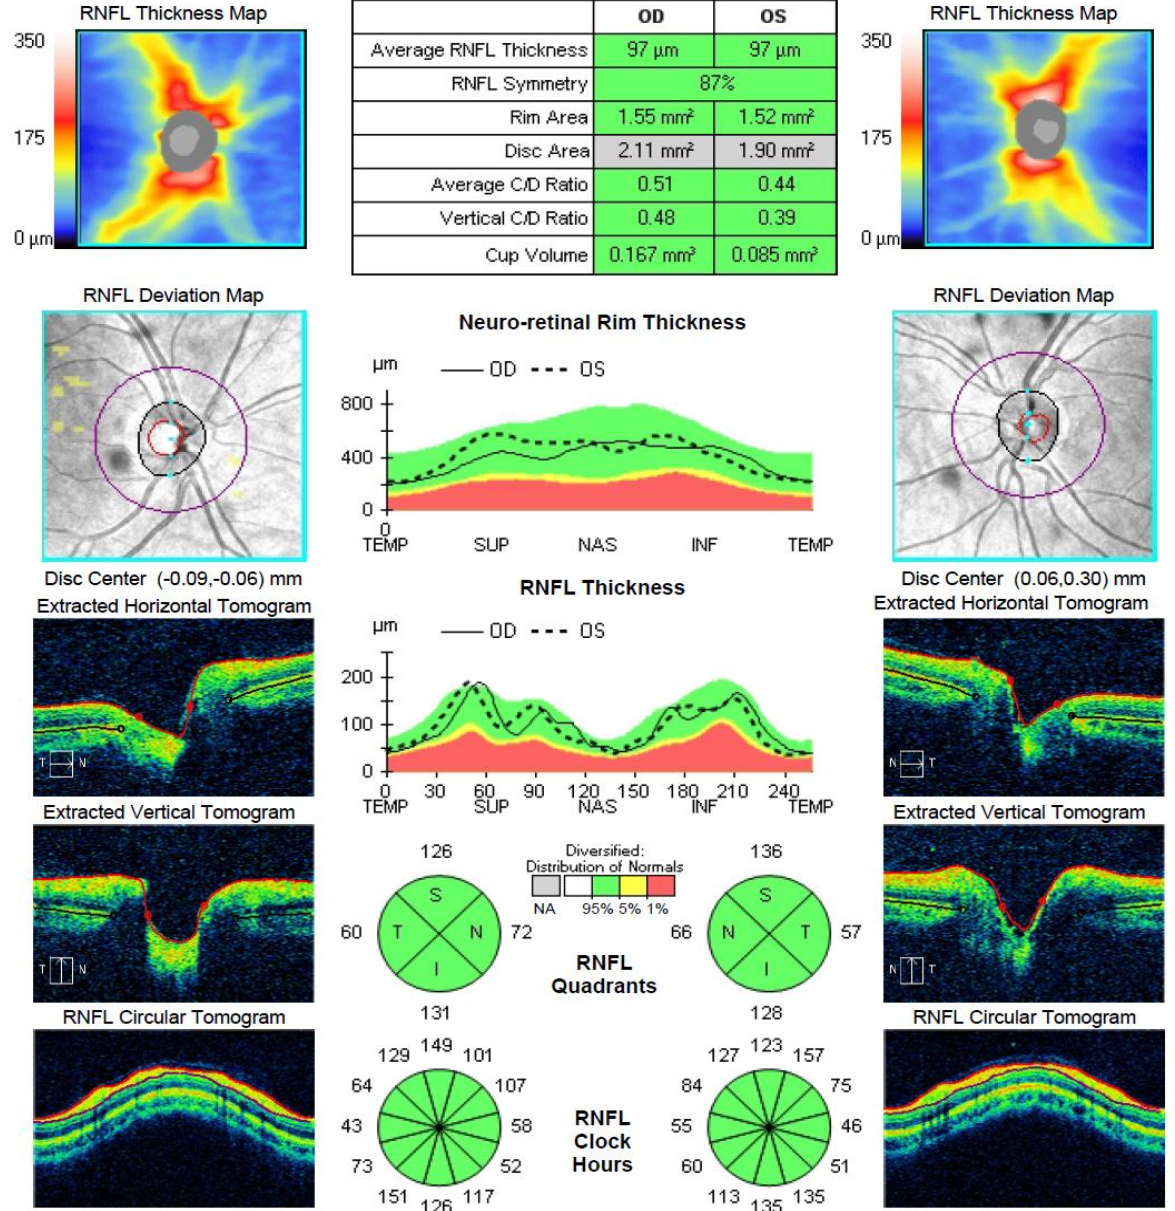 RNFL Thickness Map
350
175
0 µm
OD OS
Average RNFL Thickness 97 µm 97 µm
RNFL Symmetry 87%
Rim Area 1.55 mm² 1.52 mm²
Disc Area 2.11 mm² 1.90 mm²
Average C/D Ratio 0.51 0.44
Vertical C/D Ratio 0.48 0.39
Cup Volume 0.167 mm³ 0.085 mm³
RNFL Thickness Map
350
175
0 µm
RNFL Deviation Map
Disc Center (-0.09,-0.06) mm
Extracted Horizontal Tomogram
T N
Extracted Vertical Tomogram
T N
RNFL Circular Tomogram
Neuro-retinal Rim Thickness
µm OD OS
800
400
0
0
TEMP SUP NAS INF TEMP
RNFL Thickness
µm OD OS
200
100
0
0 30 60 90 120 150 180 210 240
TEMP SUP NAS INF TEMP
Diversified:
Distribution of Normals
NA 95% 5% 1%
126
S
60 T N 72
I
131
136
S
66 N T 57
I
128
RNFL
Quadrants
129 149 101
64 107
43 58
73 52
151 126 117
RNFL
Clock
Hours
127 123 157
84 75
55 46
60 51
113 135 135
RNFL Deviation Map
Disc Center (0.06,0.30) mm
Extracted Horizontal Tomogram
N T
Extracted Vertical Tomogram
N T
RNFL Circular Tomogram